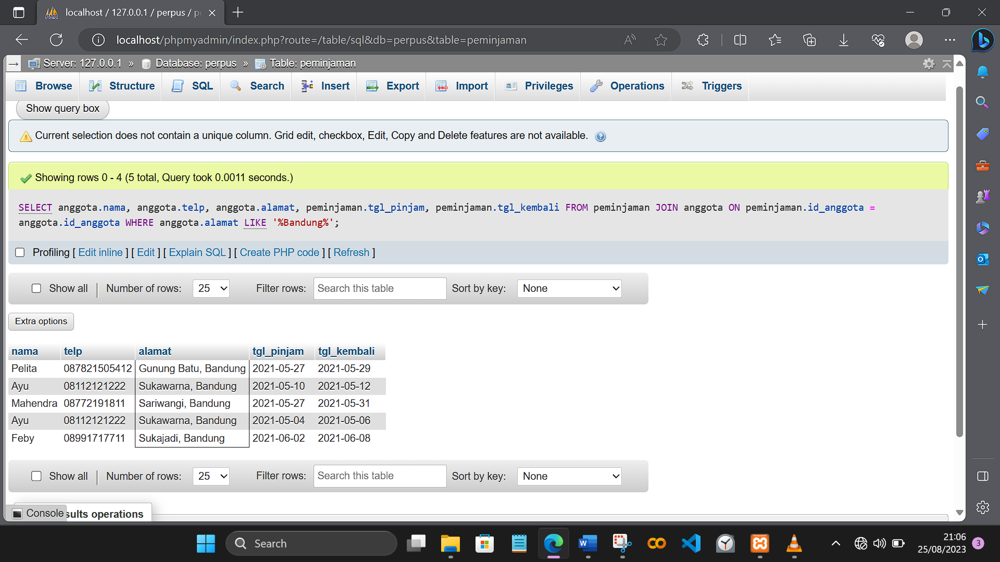 localhost / 127.0.0.1 / perpus / pe
localhost/phpmyadmin/index.php?route=/table/sql&db=perpus&table=peminjaman
Server: 127.0.0.1 » Database: perpus » Table: peminjaman
Browse Structure SQL Search Insert Export Import Privileges Operations Triggers
Show query box
Current selection does not contain a unique column. Grid edit, checkbox, Edit, Copy and Delete features are not available.
Showing rows 0 - 4 (5 total, Query took 0.0011 seconds.)
SELECT anggota.nama, anggota.telp, anggota.alamat, peminjaman.tgl_pinjam, peminjaman.tgl_kembali FROM peminjaman JOIN anggota ON peminjaman.id_anggota =
anggota.id_anggota WHERE anggota.alamat LIKE '%Bandung%';
Profiling [ Edit inline ] [ Edit ] [ Explain SQL ] [ Create PHP code ] [ Refresh ]
Show all Number of rows: 25 Filter rows: Search this table Sort by key: None
Extra options
nama telp alamat tgl_pinjam tgl_kembali
Pelita 087821505412 Gunung Batu, Bandung 2021-05-27 2021-05-29
Ayu 08112121222 Sukawarna, Bandung 2021-05-10 2021-05-12
Mahendra 08772191811 Sariwangi, Bandung 2021-05-27 2021-05-31
Ayu 08112121222 Sukawarna, Bandung 2021-05-04 2021-05-06
Feby 08991717711 Sukajadi, Bandung 2021-06-02 2021-06-08
Show all Number of rows: 25 Filter rows: Search this table Sort by key: None
Console sults operations
Search
21:06
25/08/2023 3